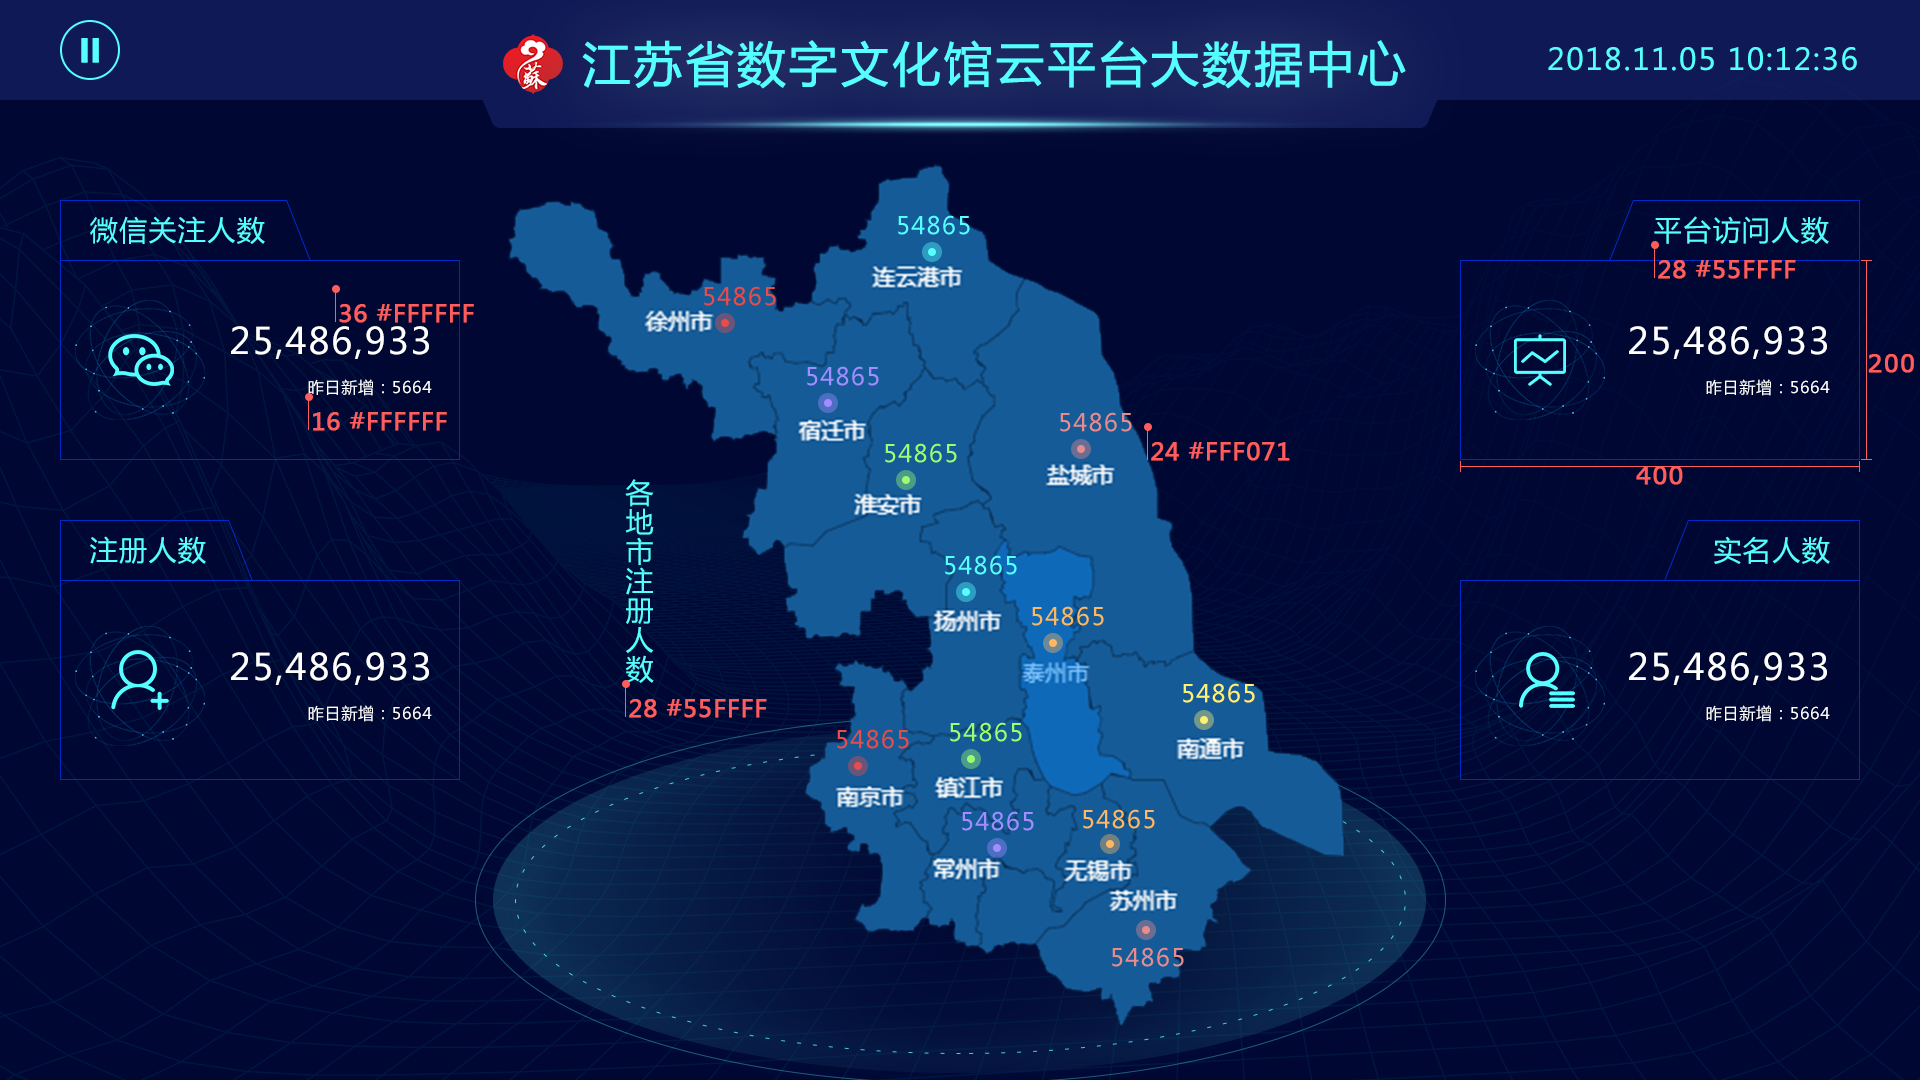 江苏省数字文化馆云平台大数据中心
2018.11.05 10:12:36
微信关注人数
36 #FFFFFF
25,486,933
昨日新增：5664
16 #FFFFFF
注册人数
25,486,933
昨日新增：5664
各地市注册人数
28 #55FFFF
54865
连云港市
54865
徐州市
54865
宿迁市
54865
淮安市
54865
盐城市
24 #FFF071
54865
扬州市
54865
泰州市
54865
南通市
54865
南京市
54865
镇江市
54865
常州市
54865
无锡市
苏州市
54865
平台访问人数
28 #55FFFF
25,486,933
昨日新增：5664
200
400
实名人数
25,486,933
昨日新增：5664
蘇